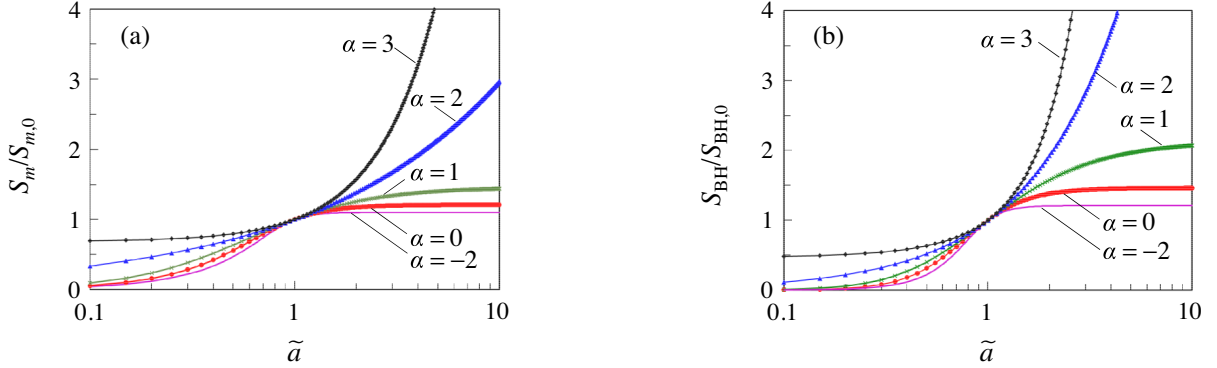 (a)
4
3
2
1
0
0.1
1
10
S_m/S_{m,0}
ã
α = 3
α = 2
α = 1
α = 0
α = −2
(b)
4
3
2
1
0
0.1
1
10
S_BH/S_{BH,0}
ã
α = 3
α = 2
α = 1
α = 0
α = −2